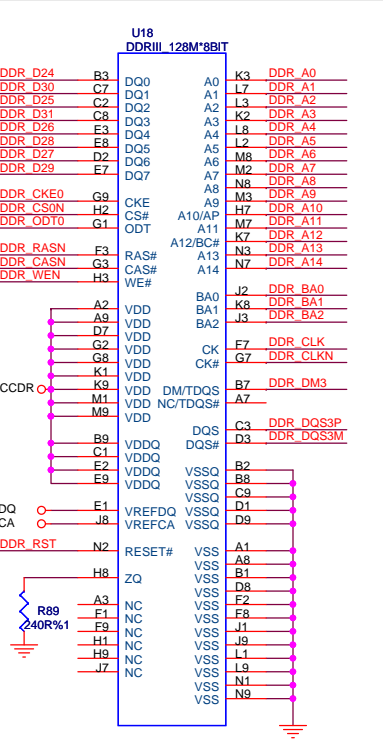 U18
DDRIII_128M*8BIT
DDR_D24 B3 DQ0 A0 K3 DDR_A0
DDR_D30 C7 DQ1 A1 L7 DDR_A1
DDR_D25 C2 DQ2 A2 L3 DDR_A2
DDR_D31 C8 DQ3 A3 K2 DDR_A3
DDR_D26 E3 DQ4 A4 L8 DDR_A4
DDR_D28 E8 DQ5 A5 L2 DDR_A5
DDR_D27 D2 DQ6 A6 M8 DDR_A6
DDR_D29 E7 DQ7 A7 M2 DDR_A7
A8 N8 DDR_A8
DDR_CKE0 G9 CKE A9 M3 DDR_A9
DDR_CS0N H2 CS# A10/AP H7 DDR_A10
DDR_ODT0 G1 ODT A11 M7 DDR_A11
A12/BC# K7 DDR_A12
DDR_RASN F3 RAS# A13 N3 DDR_A13
DDR_CASN G3 CAS# A14 N7 DDR_A14
DDR_WEN H3 WE#
BA0 J2 DDR_BA0
A2 VDD BA1 K8 DDR_BA1
A9 VDD BA2 J3 DDR_BA2
D7 VDD
G2 VDD CK F7 DDR_CLK
G8 VDD CK# G7 DDR_CLKN
K1 VDD
CCDR K9 VDD DM/TDQS B7 DDR_DM3
M1 VDD NC/TDQS# A7
M9 VDD
DQS C3 DDR_DQS3P
B9 VDDQ DQS# D3 DDR_DQS3M
C1 VDDQ
E2 VDDQ VSSQ B2
E9 VDDQ VSSQ B8
VSSQ C9
DQ E1 VREFDQ VSSQ D1
CA J8 VREFCA VSSQ D9
DDR_RST N2 RESET# VSS A1
VSS A8
H8 ZQ VSS B1
VSS D8
A3 NC VSS F2
R89 F1 NC VSS F8
240R%1 F9 NC VSS J1
H1 NC VSS J9
H9 NC VSS L1
J7 NC VSS L9
VSS N1
VSS N9